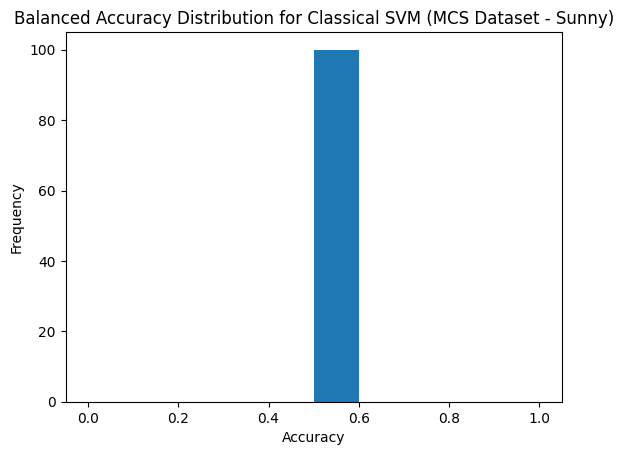 Balanced Accuracy Distribution for Classical SVM (MCS Dataset - Sunny)
100
80
60
40
20
0
Frequency
0.0 0.2 0.4 0.6 0.8 1.0
Accuracy